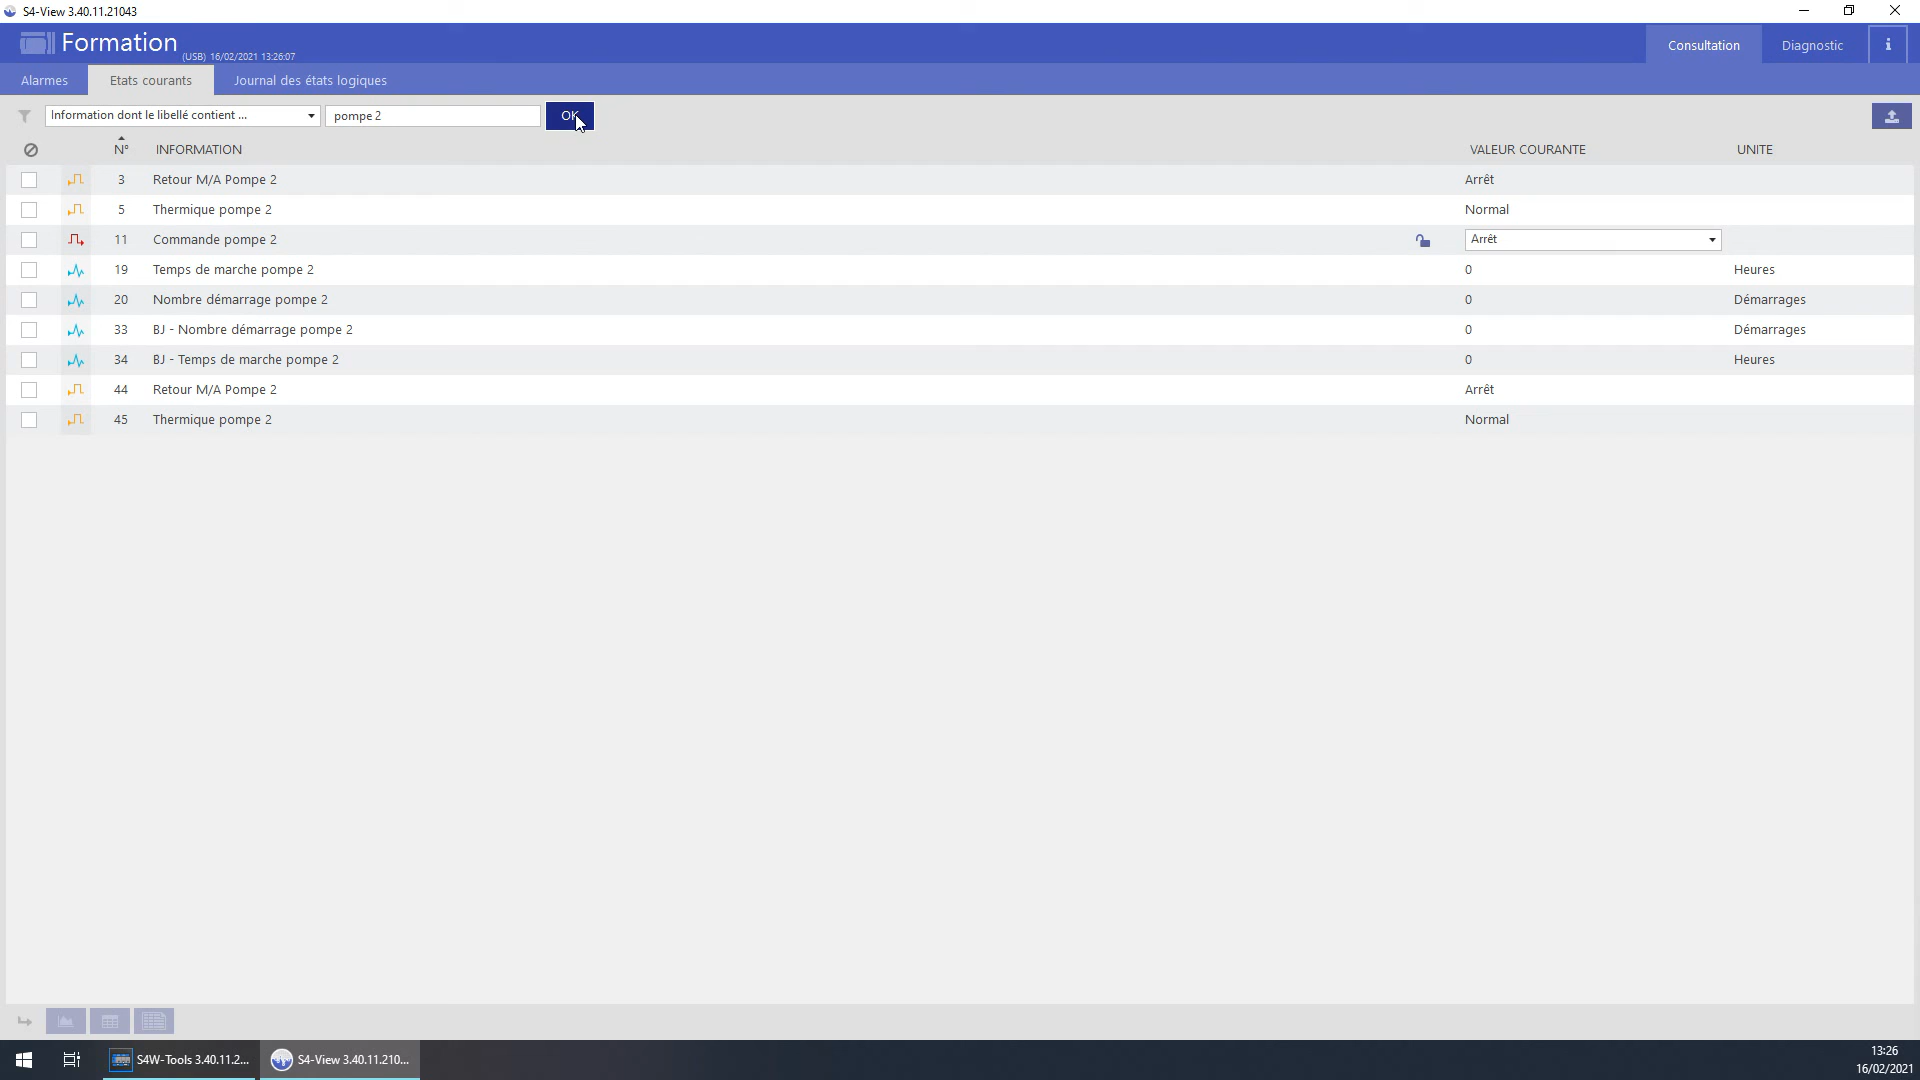 S4-View 3.40.11.21043
Formation
(USB) 16/02/2021 13:26:07
Consultation
Diagnostic
i
Alarmes
Etats courants
Journal des états logiques
Information dont le libellé contient ...
pompe 2
OK
N° INFORMATION VALEUR COURANTE UNITE
3 Retour M/A Pompe 2 Arrêt
5 Thermique pompe 2 Normal
11 Commande pompe 2 Arrêt
19 Temps de marche pompe 2 0 Heures
20 Nombre démarrage pompe 2 0 Démarrages
33 BJ - Nombre démarrage pompe 2 0 Démarrages
34 BJ - Temps de marche pompe 2 0 Heures
44 Retour M/A Pompe 2 Arrêt
45 Thermique pompe 2 Normal
S4W-Tools 3.40.11.2...
S4-View 3.40.11.210...
13:26
16/02/2021